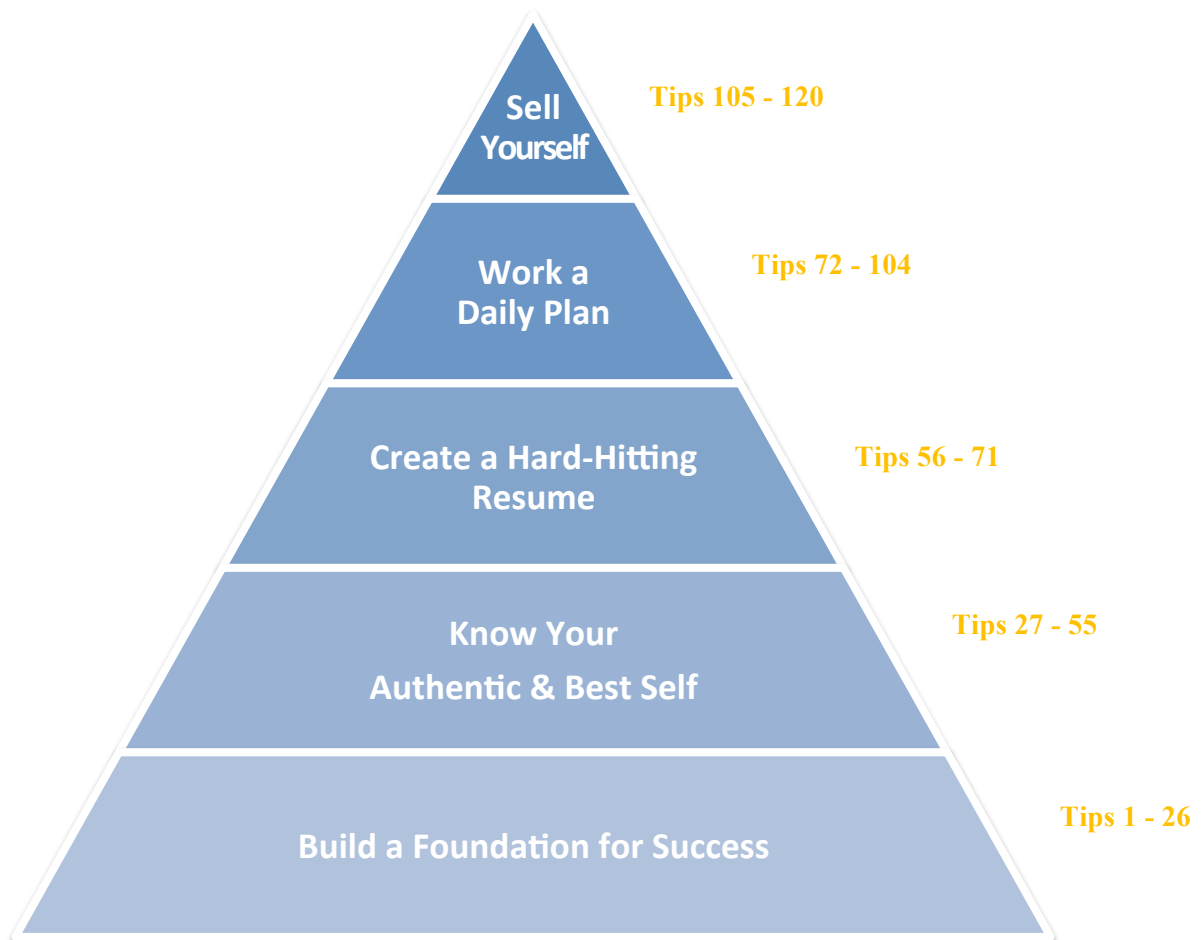 Sell
Yourself
Tips 105 - 120
Work a
Daily Plan
Tips 72 - 104
Create a Hard-Hitting
Resume
Tips 56 - 71
Know Your
Authentic & Best Self
Tips 27 - 55
Build a Foundation for Success
Tips 1 - 26